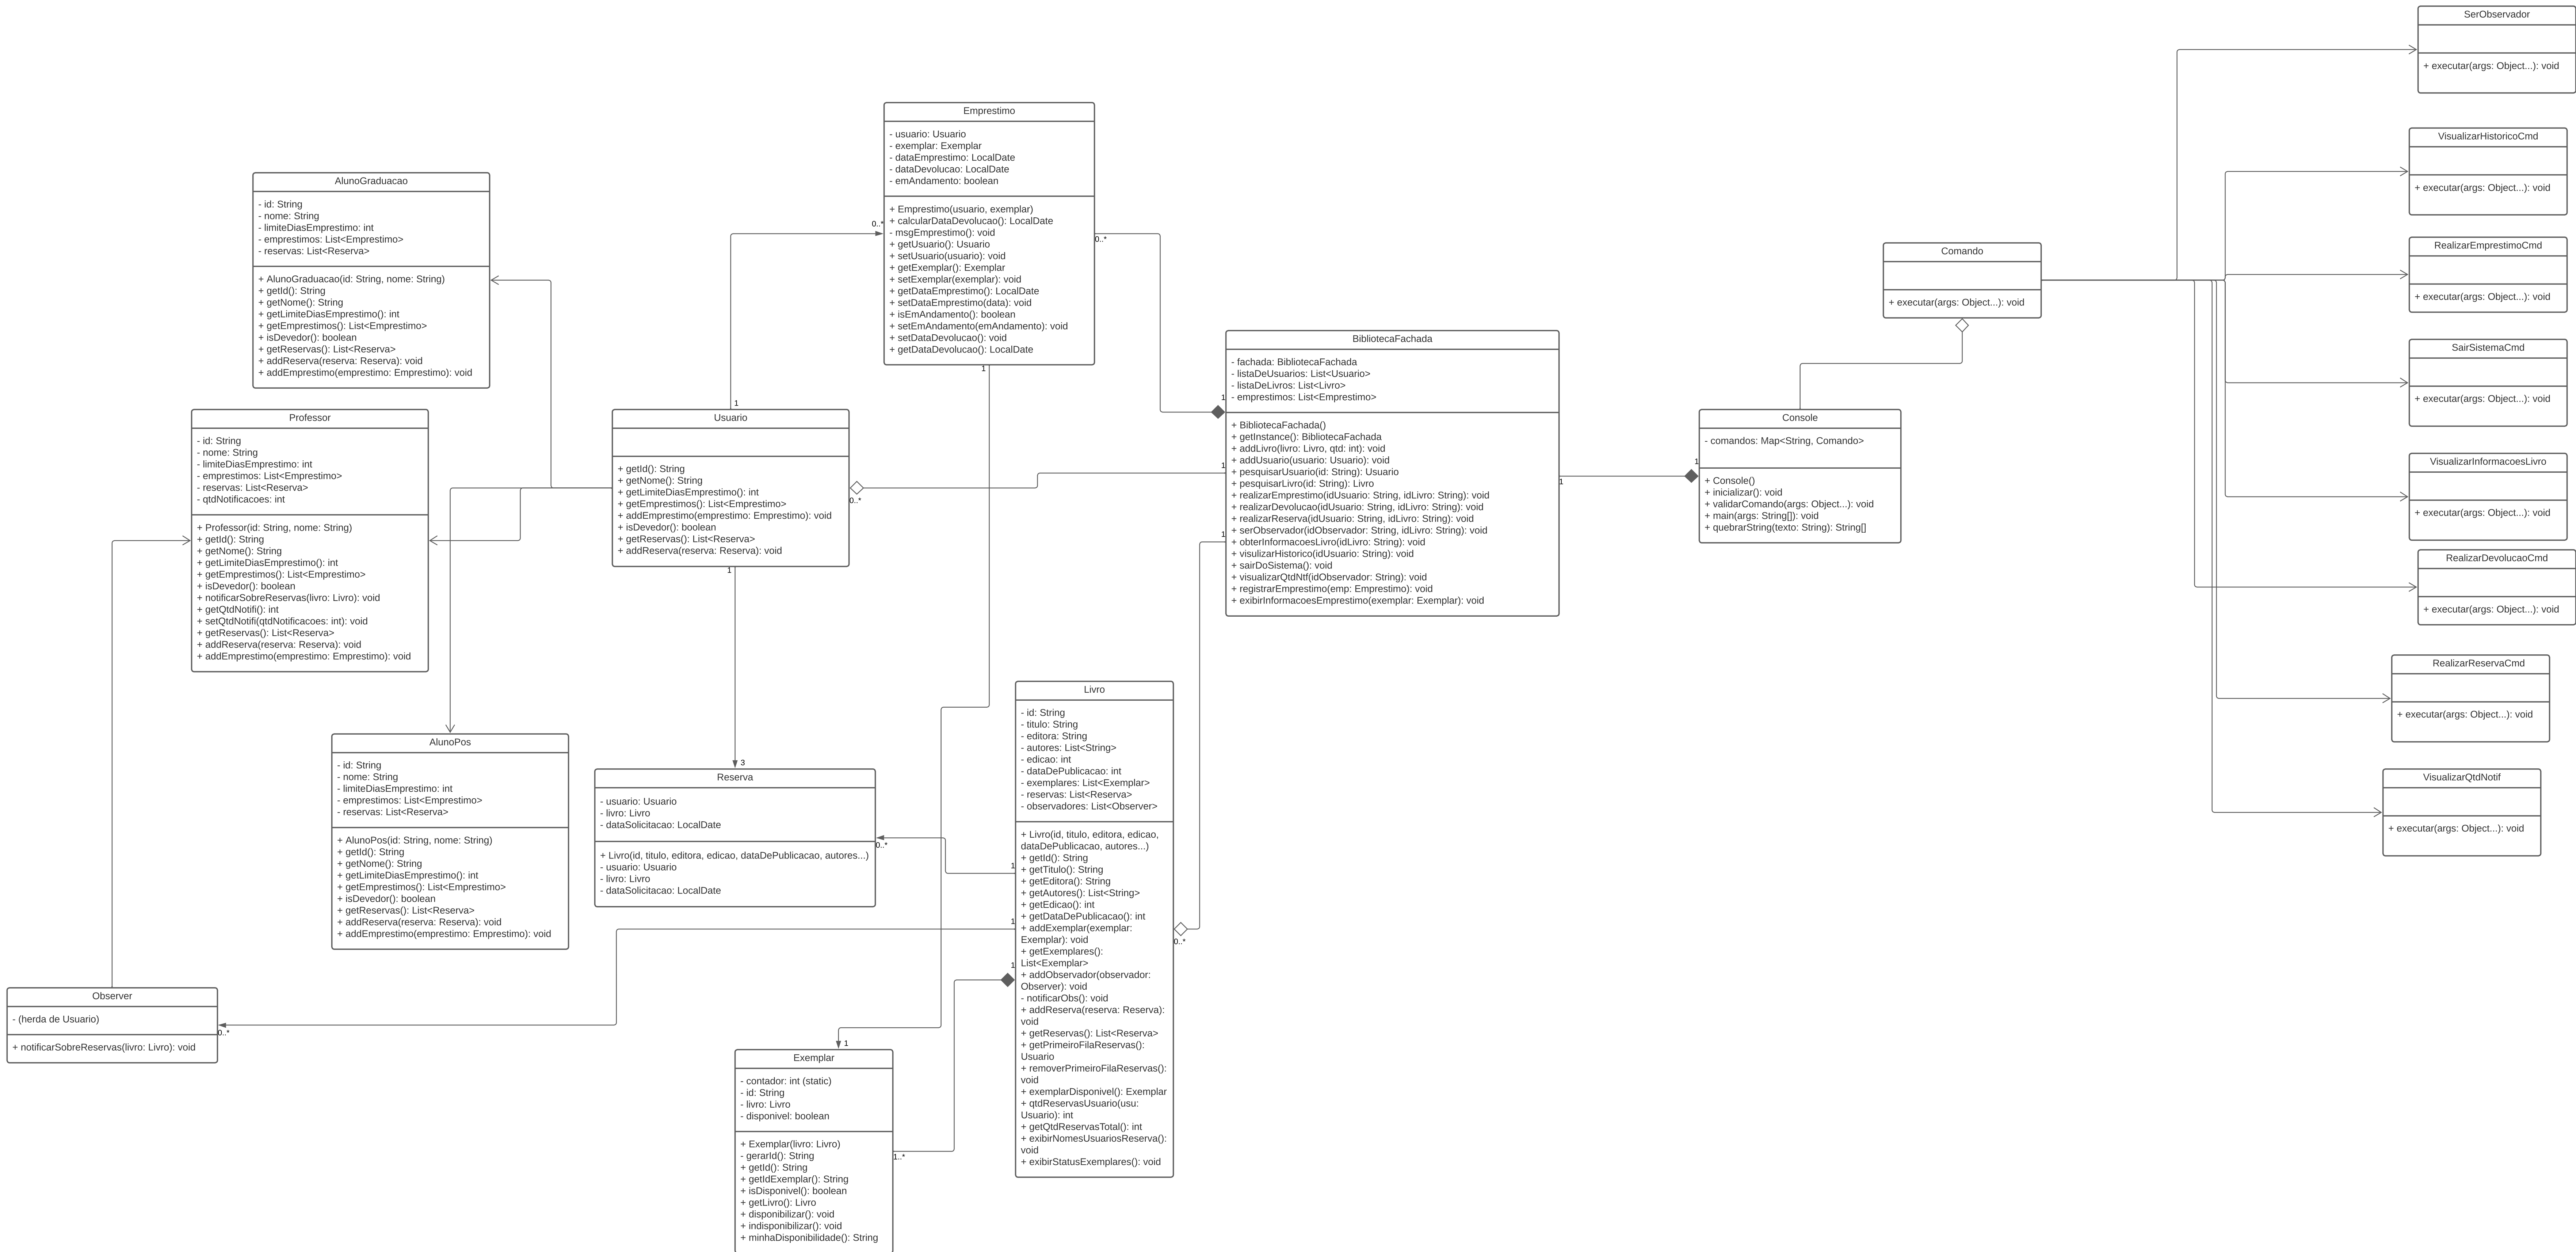 SerObservador
+ executar(args: Object...): void
VisualizarHistoricoCmd
+ executar(args: Object...): void
RealizarEmprestimoCmd
+ executar(args: Object...): void
SairSistemaCmd
+ executar(args: Object...): void
VisualizarInformacoesLivro
+ executar(args: Object...): void
RealizarDevolucaoCmd
+ executar(args: Object...): void
RealizarReservaCmd
+ executar(args: Object...): void
VisualizarQtdNotif
+ executar(args: Object...): void
Comando
+ executar(args: Object...): void
Console
- comandos: Map<String, Comando>
+ Console()
+ inicializar(): void
+ validarComando(args: Object...): void
+ main(args: String[]): void
+ quebrarString(texto: String): String[]
1
1
BibliotecaFachada
- fachada: BibliotecaFachada
- listaDeUsuarios: List<Usuario>
- listaDeLivros: List<Livro>
- emprestimos: List<Emprestimo>
+ BibliotecaFachada()
+ getInstance(): BibliotecaFachada
+ addLivro(livro: Livro, qtd: int): void
+ addUsuario(usuario: Usuario): void
+ pesquisarUsuario(id: String): Usuario
+ pesquisarLivro(id: String): Livro
+ realizarEmprestimo(idUsuario: String, idLivro: String): void
+ realizarDevolucao(idUsuario: String, idLivro: String): void
+ realizarReserva(idUsuario: String, idLivro: String): void
+ serObservador(idObservador: String, idLivro: String): void
+ obterInformacoesLivro(idLivro: String): void
+ visulizarHistorico(idUsuario: String): void
+ sairDoSistema(): void
+ visualizarQtdNtf(idObservador: String): void
+ registrarEmprestimo(emp: Emprestimo): void
+ exibirInformacoesEmprestimo(exemplar: Exemplar): void
1
1
1
Emprestimo
- usuario: Usuario
- exemplar: Exemplar
- dataEmprestimo: LocalDate
- dataDevolucao: LocalDate
- emAndamento: boolean
+ Emprestimo(usuario, exemplar)
+ calcularDataDevolucao(): LocalDate
- msgEmprestimo(): void
+ getUsuario(): Usuario
+ setUsuario(usuario): void
+ getExemplar(): Exemplar
+ setExemplar(exemplar): void
+ getDataEmprestimo(): LocalDate
+ setDataEmprestimo(data): void
+ isEmAndamento(): boolean
+ setEmAndamento(emAndamento): void
+ setDataDevolucao(): void
+ getDataDevolucao(): LocalDate
0..*
0..*
1
AlunoGraduacao
- id: String
- nome: String
- limiteDiasEmprestimo: int
- emprestimos: List<Emprestimo>
- reservas: List<Reserva>
+ AlunoGraduacao(id: String, nome: String)
+ getId(): String
+ getNome(): String
+ getLimiteDiasEmprestimo(): int
+ getEmprestimos(): List<Emprestimo>
+ isDevedor(): boolean
+ getReservas(): List<Reserva>
+ addReserva(reserva: Reserva): void
+ addEmprestimo(emprestimo: Emprestimo): void
Professor
- id: String
- nome: String
- limiteDiasEmprestimo: int
- emprestimos: List<Emprestimo>
- reservas: List<Reserva>
- qtdNotificacoes: int
+ Professor(id: String, nome: String)
+ getId(): String
+ getNome(): String
+ getLimiteDiasEmprestimo(): int
+ getEmprestimos(): List<Emprestimo>
+ isDevedor(): boolean
+ notificarSobreReservas(livro: Livro): void
+ getQtdNotifi(): int
+ setQtdNotifi(qtdNotificacoes: int): void
+ getReservas(): List<Reserva>
+ addReserva(reserva: Reserva): void
+ addEmprestimo(emprestimo: Emprestimo): void
Usuario
+ getId(): String
+ getNome(): String
+ getLimiteDiasEmprestimo(): int
+ getEmprestimos(): List<Emprestimo>
+ addEmprestimo(emprestimo: Emprestimo): void
+ isDevedor(): boolean
+ getReservas(): List<Reserva>
+ addReserva(reserva: Reserva): void
1
0..*
1
AlunoPos
- id: String
- nome: String
- limiteDiasEmprestimo: int
- emprestimos: List<Emprestimo>
- reservas: List<Reserva>
+ AlunoPos(id: String, nome: String)
+ getId(): String
+ getNome(): String
+ getLimiteDiasEmprestimo(): int
+ getEmprestimos(): List<Emprestimo>
+ isDevedor(): boolean
+ getReservas(): List<Reserva>
+ addReserva(reserva: Reserva): void
+ addEmprestimo(emprestimo: Emprestimo): void
3
Reserva
- usuario: Usuario
- livro: Livro
- dataSolicitacao: LocalDate
+ Livro(id, titulo, editora, edicao, dataDePublicacao, autores...)
- usuario: Usuario
- livro: Livro
- dataSolicitacao: LocalDate
0..*
Livro
- id: String
- titulo: String
- editora: String
- autores: List<String>
- edicao: int
- dataDePublicacao: int
- exemplares: List<Exemplar>
- reservas: List<Reserva>
- observadores: List<Observer>
+ Livro(id, titulo, editora, edicao,
dataDePublicacao, autores...)
+ getId(): String
+ getTitulo(): String
+ getEditora(): String
+ getAutores(): List<String>
+ getEdicao(): int
+ getDataDePublicacao(): int
+ addExemplar(exemplar:
Exemplar): void
+ getExemplares():
List<Exemplar>
+ addObservador(observador:
Observer): void
- notificarObs(): void
+ addReserva(reserva: Reserva):
void
+ getReservas(): List<Reserva>
+ getPrimeiroFilaReservas():
Usuario
+ removerPrimeiroFilaReservas():
void
+ exemplarDisponivel(): Exemplar
+ qtdReservasUsuario(usu:
Usuario): int
+ getQtdReservasTotal(): int
+ exibirNomesUsuariosReserva():
void
+ exibirStatusExemplares(): void
1
1
1
0..*
Observer
- (herda de Usuario)
+ notificarSobreReservas(livro: Livro): void
0..*
1
Exemplar
- contador: int (static)
- id: String
- livro: Livro
- disponivel: boolean
+ Exemplar(livro: Livro)
- gerarId(): String
+ getId(): String
+ getIdExemplar(): String
+ isDisponivel(): boolean
+ getLivro(): Livro
+ disponibilizar(): void
+ indisponibilizar(): void
+ minhaDisponibilidade(): String
1..*